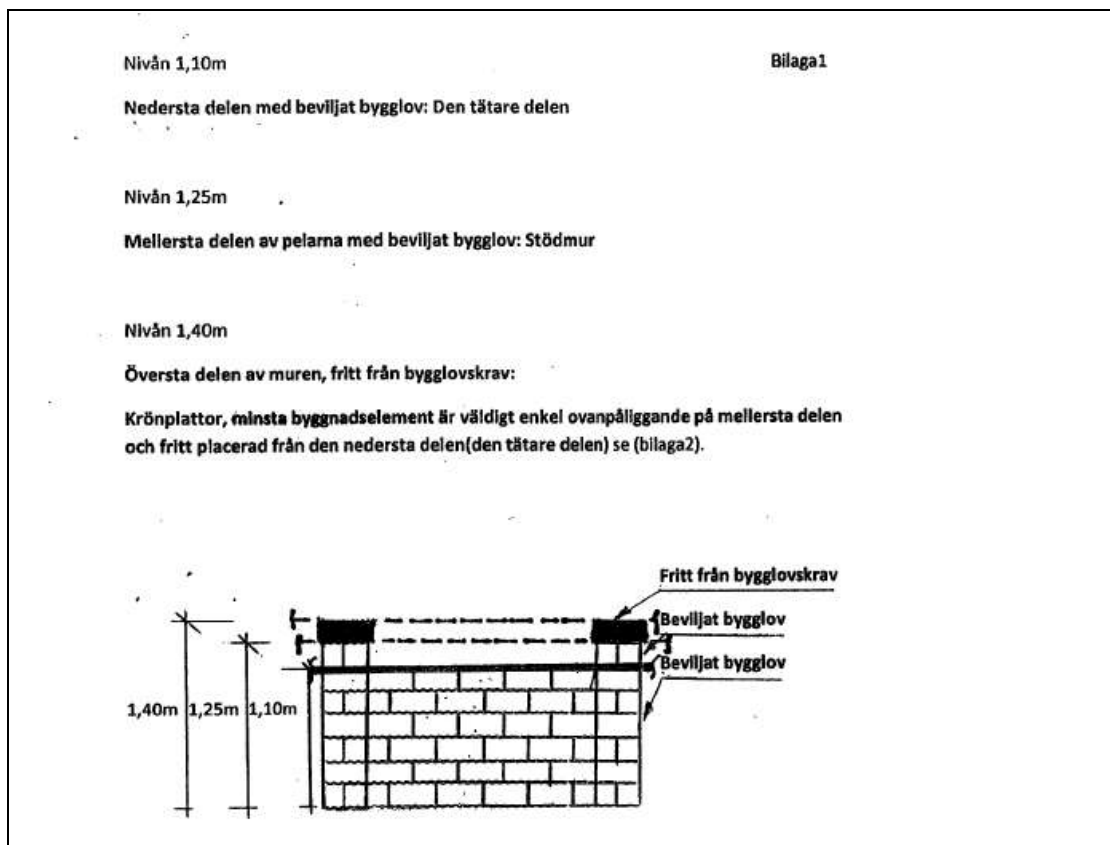 Nivån 1,10m
Bilaga1
Nedersta delen med beviljat bygglov: Den tätare delen
Nivån 1,25m
Mellersta delen av pelarna med beviljat bygglov: Stödmur
Nivån 1,40m
Översta delen av muren, fritt från bygglovskrav:
Krönplattor, minsta byggnadselement är väldigt enkel ovanpåliggande på mellersta delen
och fritt placerad från den nedersta delen(den tätare delen) se (bilaga2).
Fritt från bygglovskrav
Beviljat bygglov
Beviljat bygglov
1,40m 1,25m 1,10m